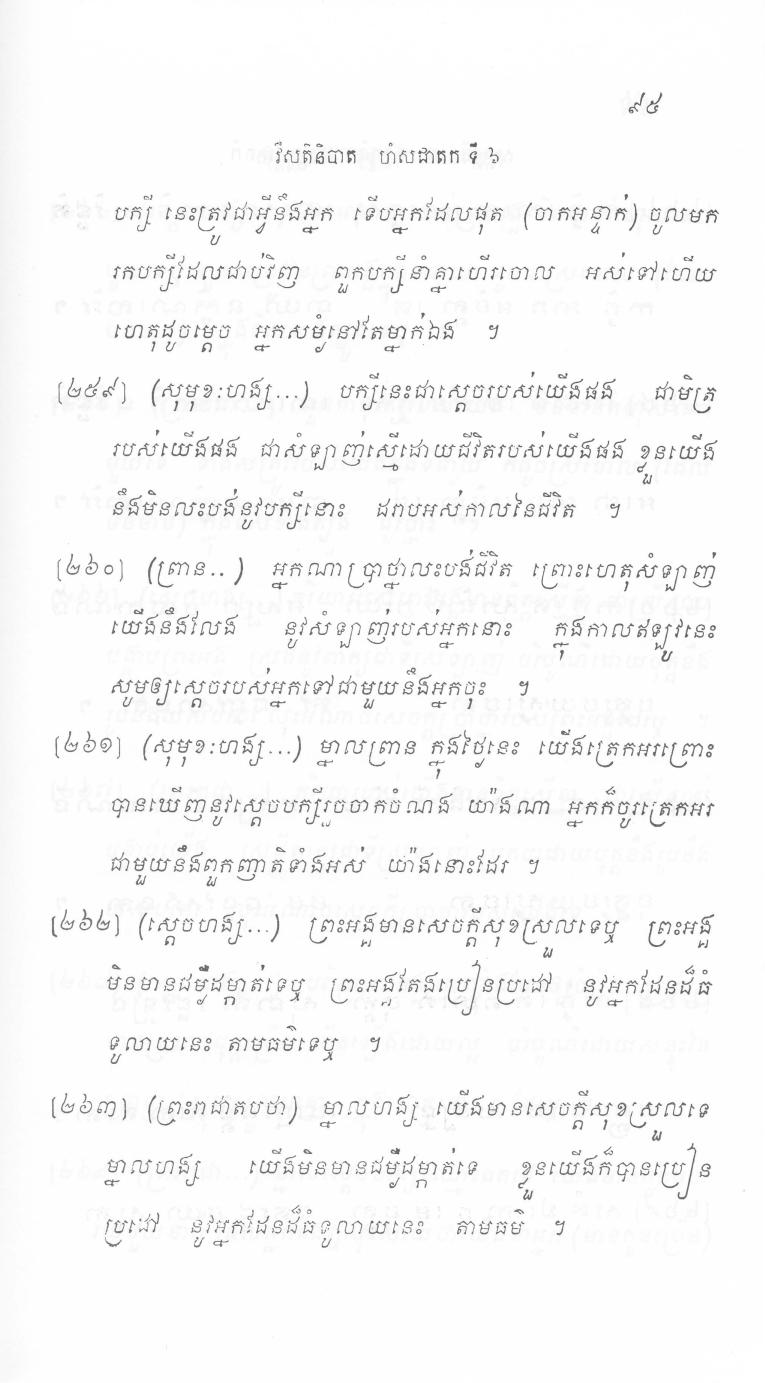 ៩៥
វីសតិនិបាត ហំសជាតក ទី ៦
បក្សី នេះត្រូវជាអ្វីនឹងអ្នក ទើបអ្នកដែលផុត (ចាកអន្ទាក់) ចូលមក
រកបក្សីដែលជាប់វិញ ពួកបក្សីនាំគ្នាហើរចោល អស់ទៅហើយ
ហេតុដូចម្តេច អ្នកសម្ងំនៅតែម្នាក់ឯង ។
[២៥៩] (សុមុខៈហង្ស...) បក្សីនេះជាស្តេចរបស់យើងផង ជាមិត្រ
របស់យើងផង ជាសំឡាញ់ស្មើដោយជីវិតរបស់យើងផង ខ្លួនយើង
នឹងមិនលះបង់នូវបក្សីនោះ ដរាបអស់កាលនៃជីវិត ។
[២៦០] (ព្រាន..) អ្នកណាប្រាថ្នាលះបង់ជីវិត ព្រោះហេតុសំឡាញ់
យើងនឹងលែង នូវសំឡាញ់របស់អ្នកនោះ ក្នុងកាលឥឡូវនេះ
សូមឲ្យស្តេចរបស់អ្នកទៅជាមួយនឹងអ្នកចុះ ។
[២៦១] (សុមុខៈហង្ស...) ម្នាលព្រាន ក្នុងថ្ងៃនេះ យើងត្រេកអរព្រោះ
បានឃើញនូវស្តេចបក្សីរួចចាកចំណង យ៉ាងណា អ្នកក៏ចូរត្រេកអរ
ជាមួយនឹងពួកញាតិទាំងអស់ យ៉ាងនោះដែរ ។
[២៦២] (ស្តេចហង្ស...) ព្រះអង្គមានសេចក្តីសុខស្រួលទេឬ ព្រះអង្គ
មិនមានជម្ងឺដម្កាត់ទេឬ ព្រះអង្គតែងប្រៀនប្រដៅ នូវអ្នកដែនដ៏ធំ
ទូលាយនេះ តាមធម៌ទេឬ ។
[២៦៣] (ព្រះរាជាតបថា) ម្នាលហង្ស យើងមានសេចក្តីសុខស្រួលទេ
ម្នាលហង្ស យើងមិនមានជម្ងឺដម្កាត់ទេ ខ្លួនយើងក៏បានប្រៀន
ប្រដៅ នូវអ្នកដែនដ៏ធំទូលាយនេះ តាមធម៌ ។